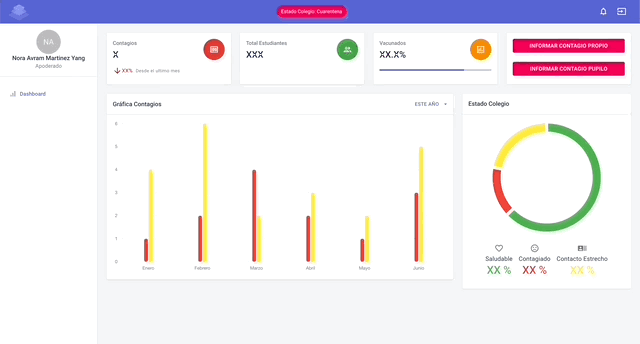 Estado Colegio: Cuarentena
NA
Nora Avram Martinez Yang
Apoderado
Dashboard
Contagios
X
XX% Desde el ultimo mes
Total Estudiantes
XXX
Vacunados
XX.X%
INFORMAR CONTAGIO PROPIO
INFORMAR CONTAGIO PUPILO
Gráfica Contagios
ESTE AÑO
6
5
4
3
2
1
0
Enero Febrero Marzo Abril Mayo Junio
Estado Colegio
Saludable Contagiado Contacto Estrecho
XX % XX % XX %